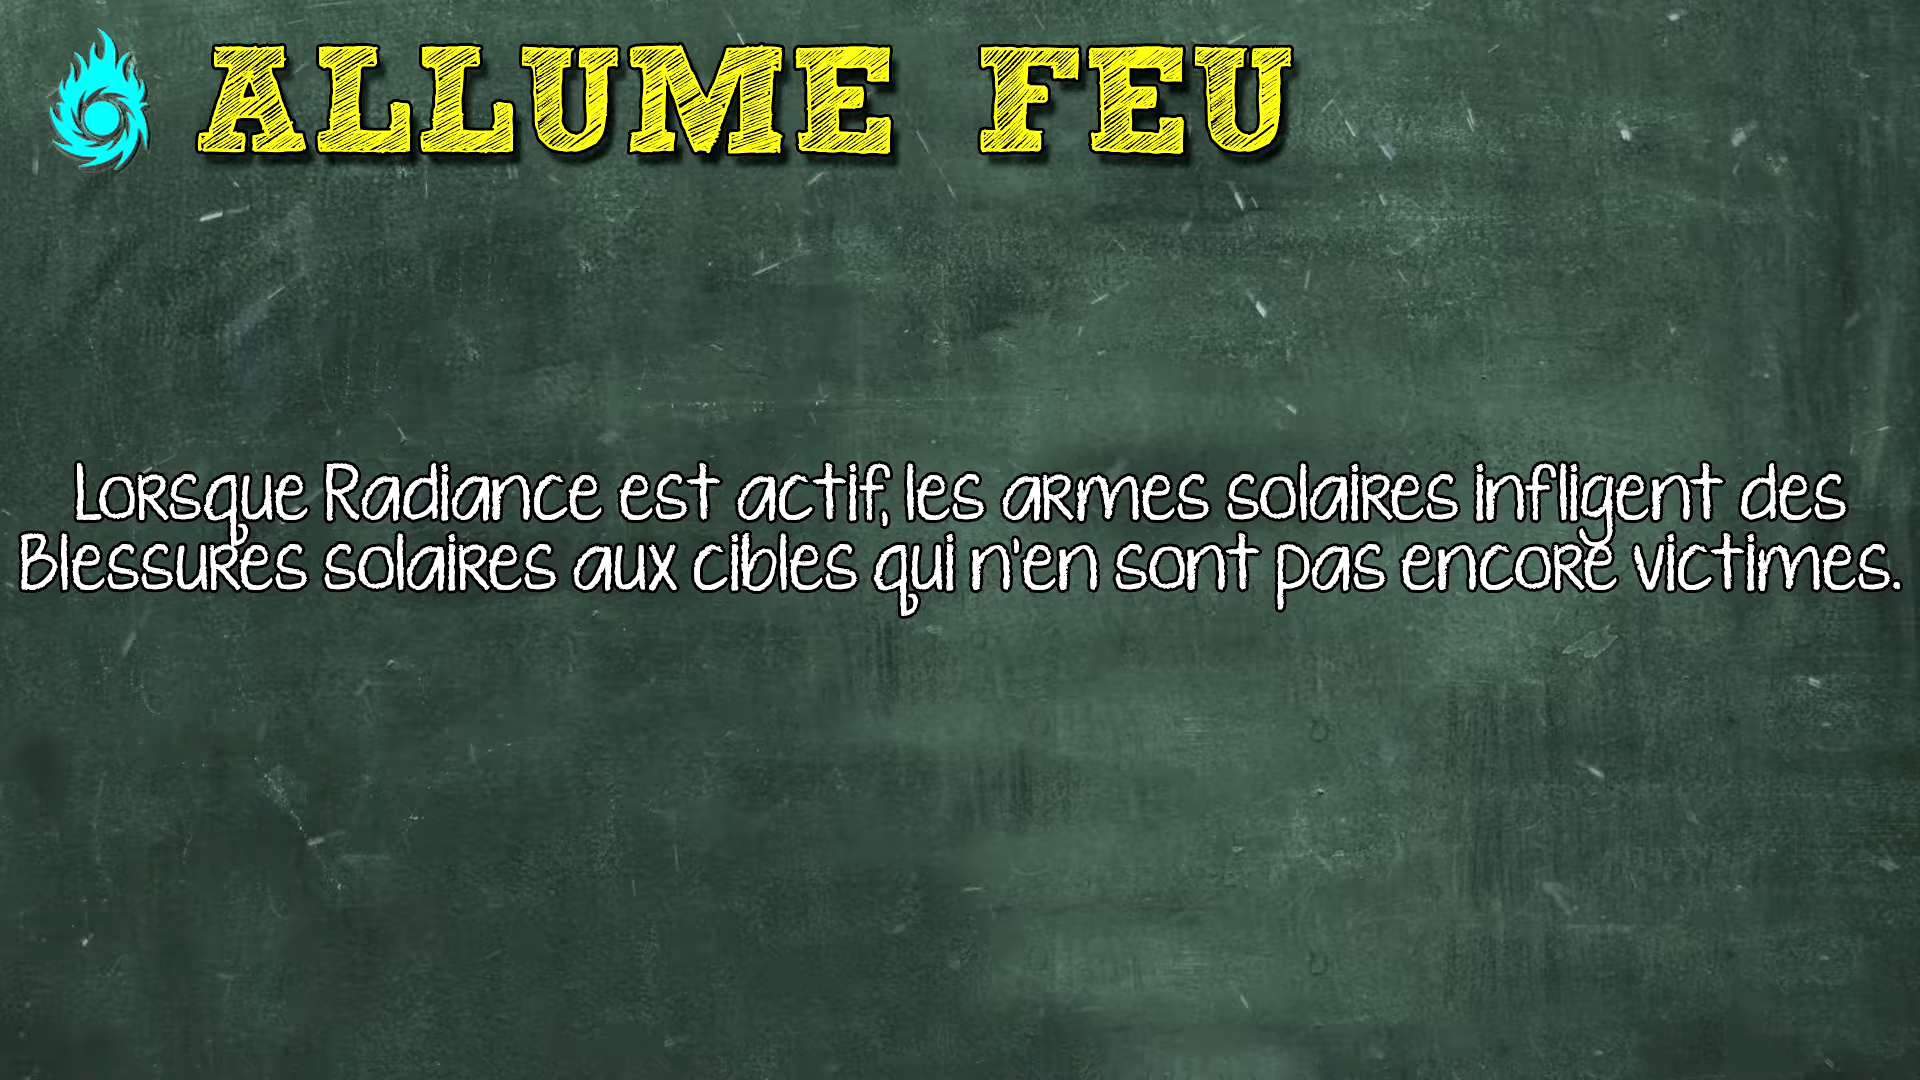 ALLUME FEU
Lorsque Radiance est actif, les armes solaires infligent des
Blessures solaires aux cibles qui n'en sont pas encore victimes.